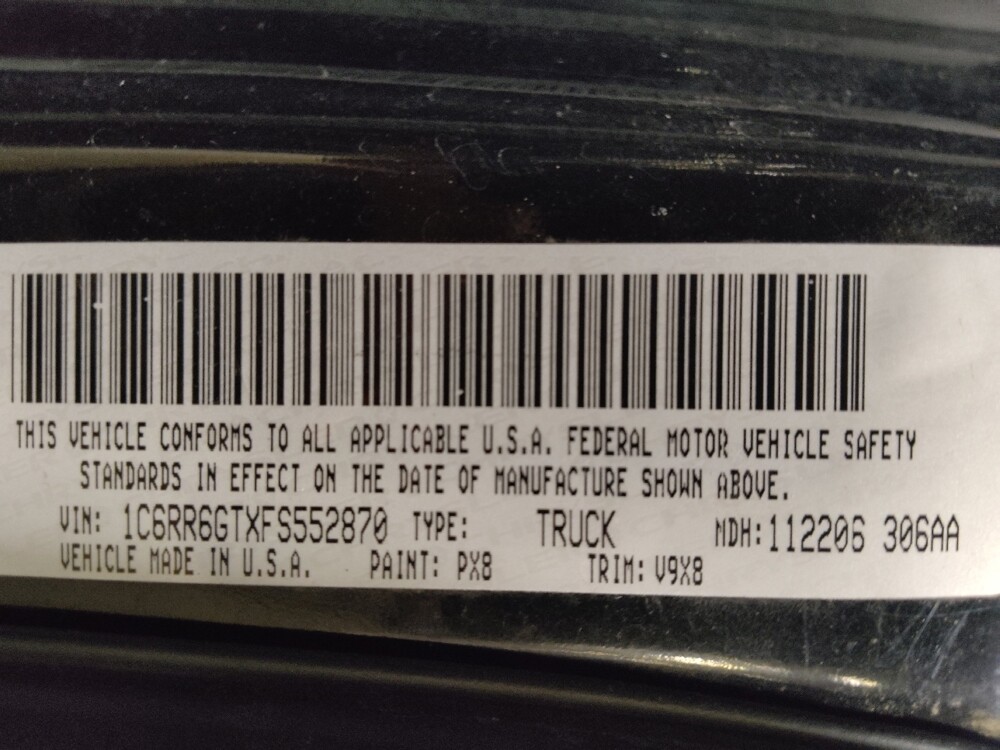 THIS VEHICLE CONFORMS TO ALL APPLICABLE U.S.A. FEDERAL MOTOR VEHICLE SAFETY
STANDARDS IN EFFECT ON THE DATE OF MANUFACTURE SHOWN ABOVE.
VIN: 1C6RR6GTXFS552870 TYPE: TRUCK MDH: 112206 306AA
VEHICLE MADE IN U.S.A. PAINT: PX8 TRIM: V9X8